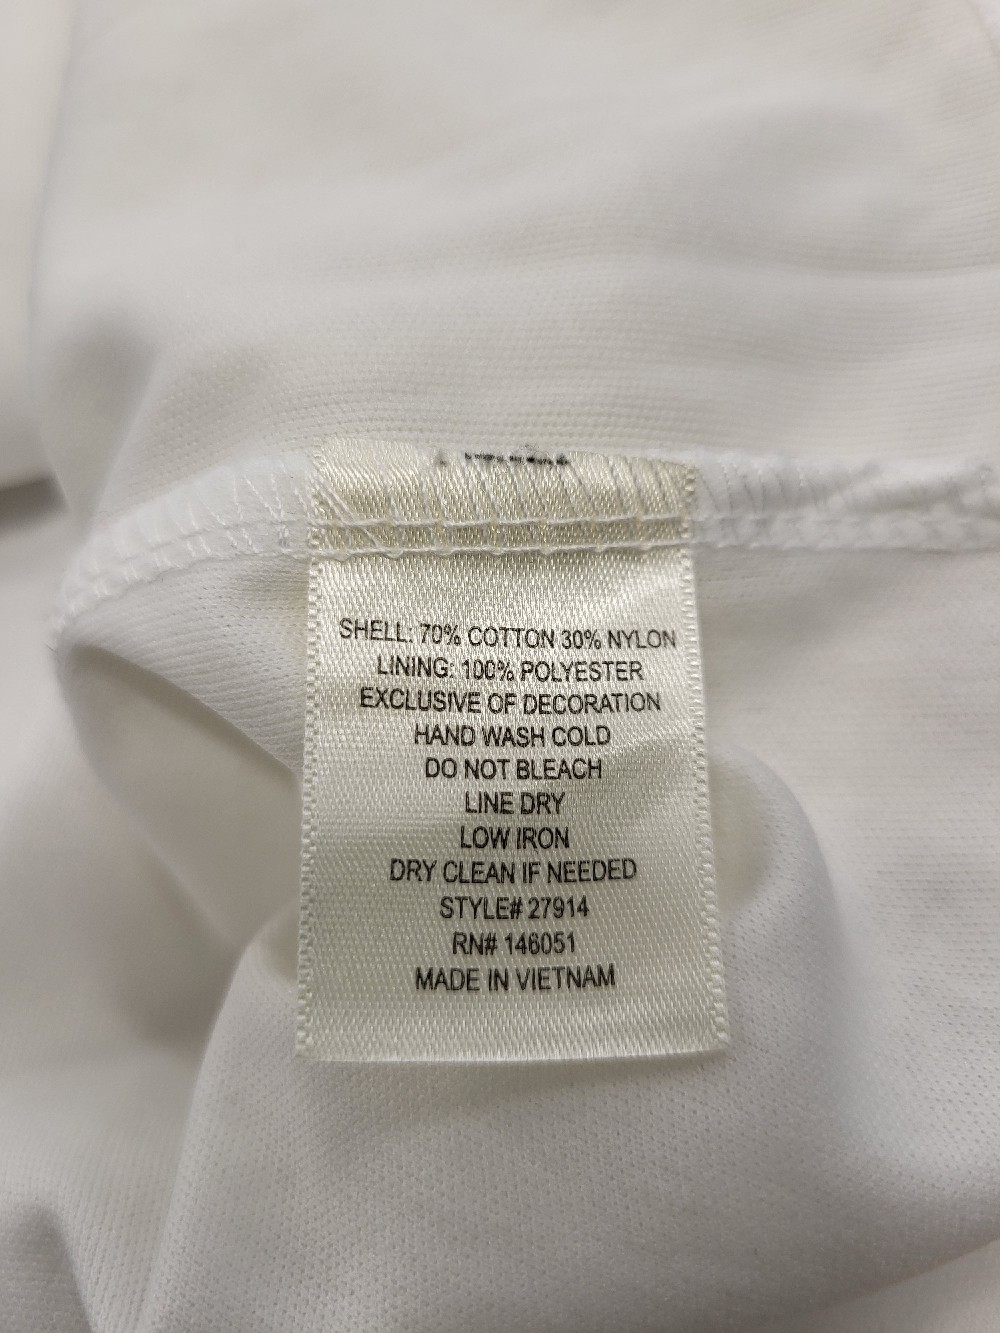 SHELL: 70% COTTON 30% NYLON
LINING: 100% POLYESTER
EXCLUSIVE OF DECORATION
HAND WASH COLD
DO NOT BLEACH
LINE DRY
LOW IRON
DRY CLEAN IF NEEDED
STYLE# 27914
RN# 146051
MADE IN VIETNAM